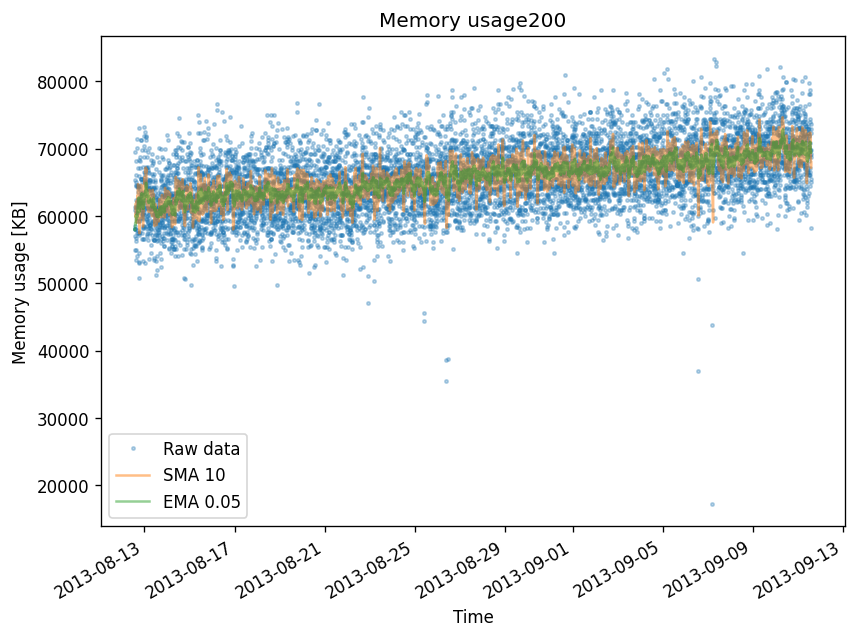 Memory usage200
Memory usage [KB]
80000
70000
60000
50000
40000
30000
20000
Raw data
SMA 10
EMA 0.05
2013-08-13
2013-08-17
2013-08-21
2013-08-25
2013-08-29
2013-09-01
2013-09-05
2013-09-09
2013-09-13
Time